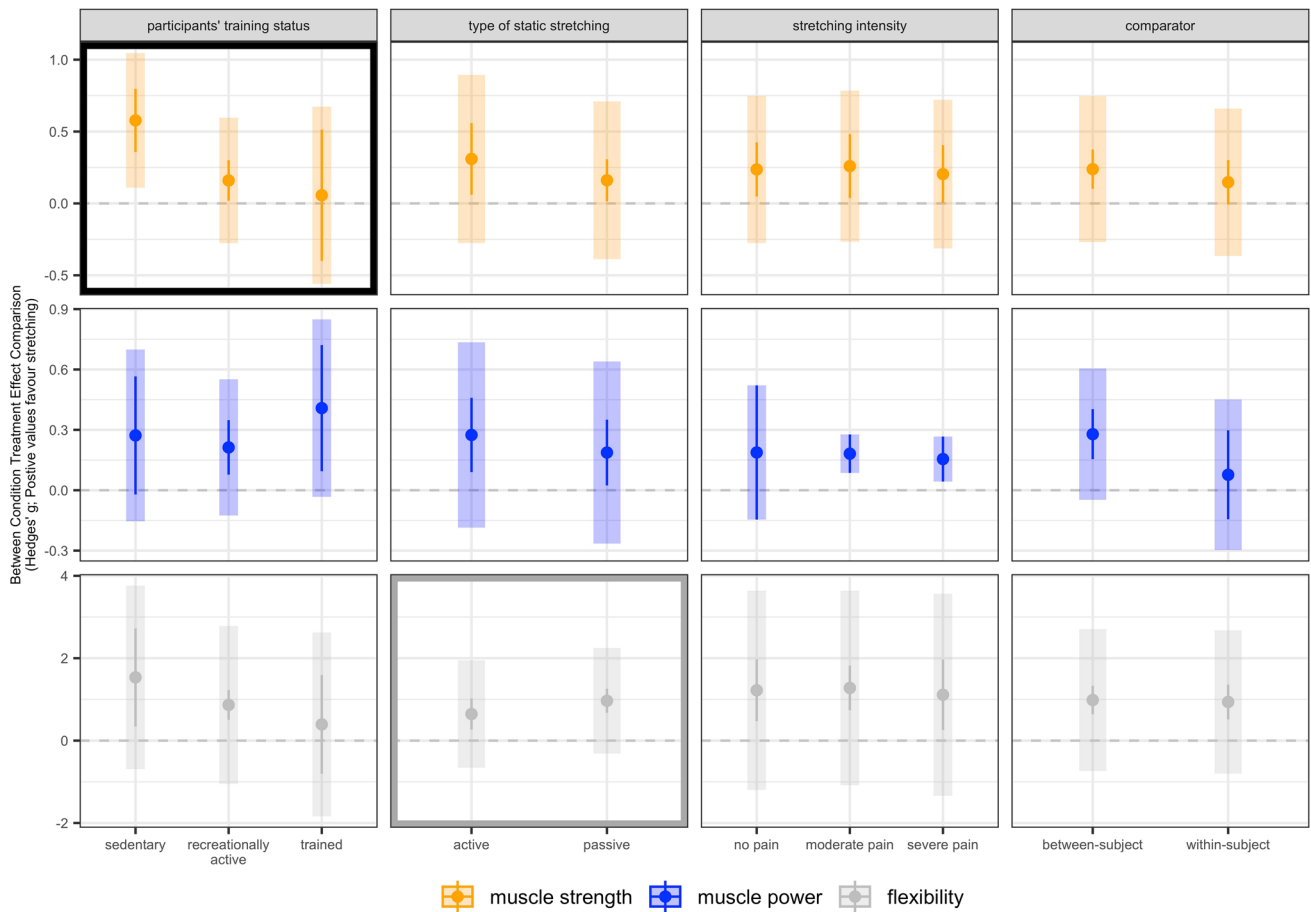 participants' training status
type of static stretching
stretching intensity
comparator
Between Condition Treatment Effect Comparison
(Hedges' g; Postive values favour stretching)
1.0
0.5
0.0
-0.5
0.9
0.6
0.3
0.0
-0.3
4
2
0
-2
sedentary
recreationally
active
trained
active
passive
no pain
moderate pain
severe pain
between-subject
within-subject
muscle strength
muscle power
flexibility